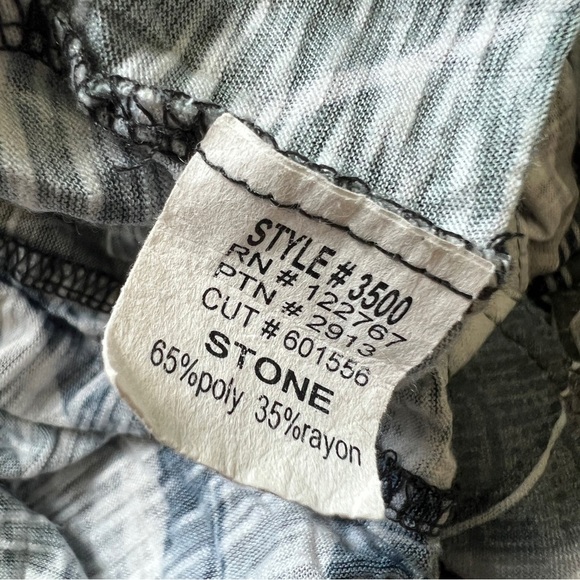 STYLE # 3500
RN # 122767
PTN # 2913
CUT # 601556
STONE
65%poly 35%rayon